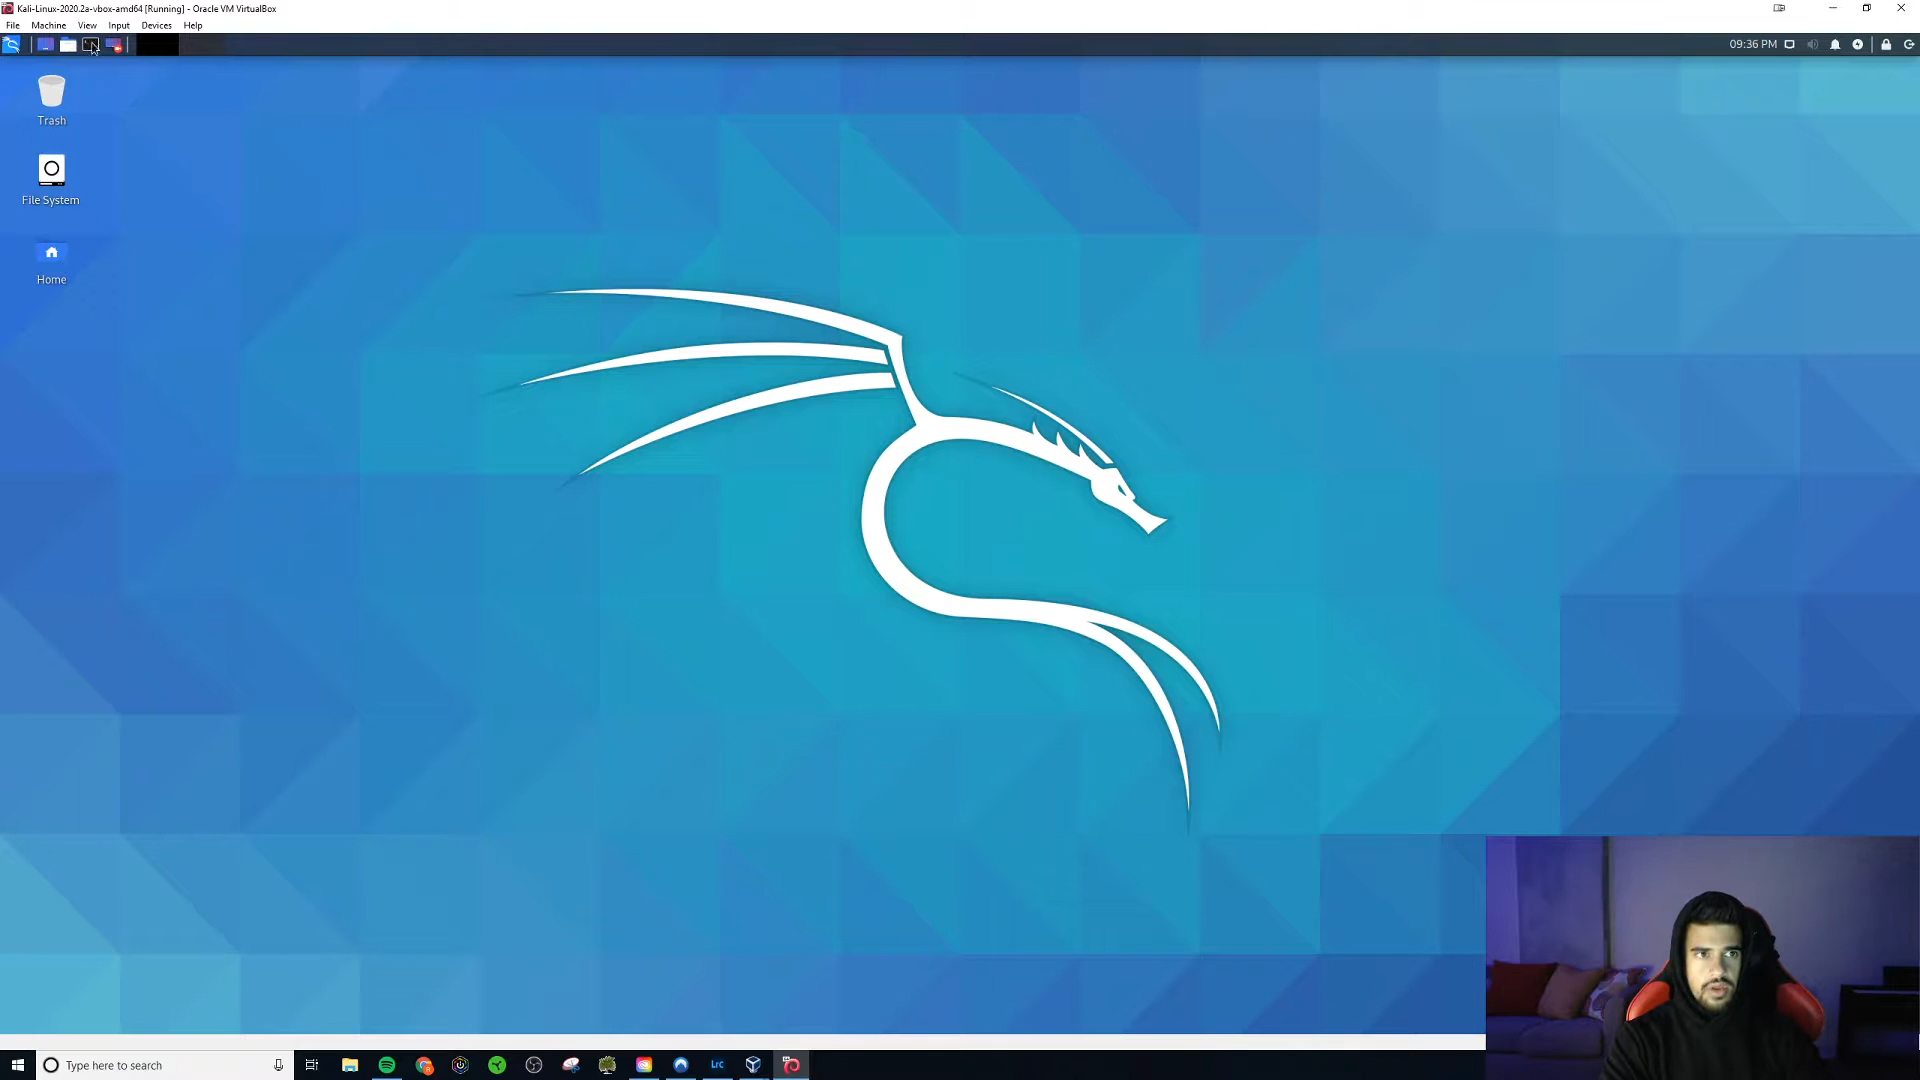 Kali-Linux-2020.2a-vbox-amd64 [Running] - Oracle VM VirtualBox
File Machine View Input Devices Help
09:36 PM
Trash
File System
Home
Type here to search
Lrc